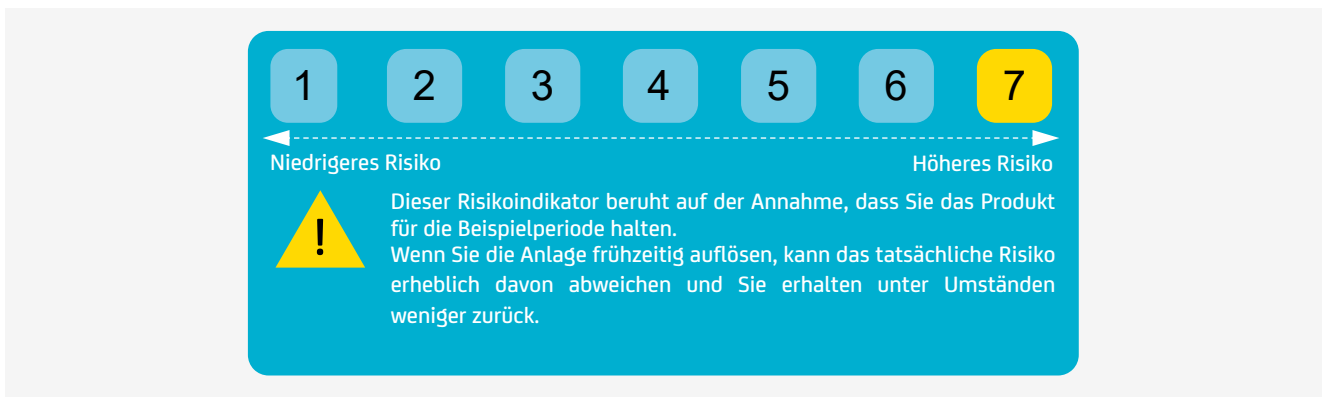 1 2 3 4 5 6 7
Niedrigeres Risiko Höheres Risiko
!
Dieser Risikoindikator beruht auf der Annahme, dass Sie das Produkt
für die Beispielperiode halten.
Wenn Sie die Anlage frühzeitig auflösen, kann das tatsächliche Risiko
erheblich davon abweichen und Sie erhalten unter Umständen
weniger zurück.